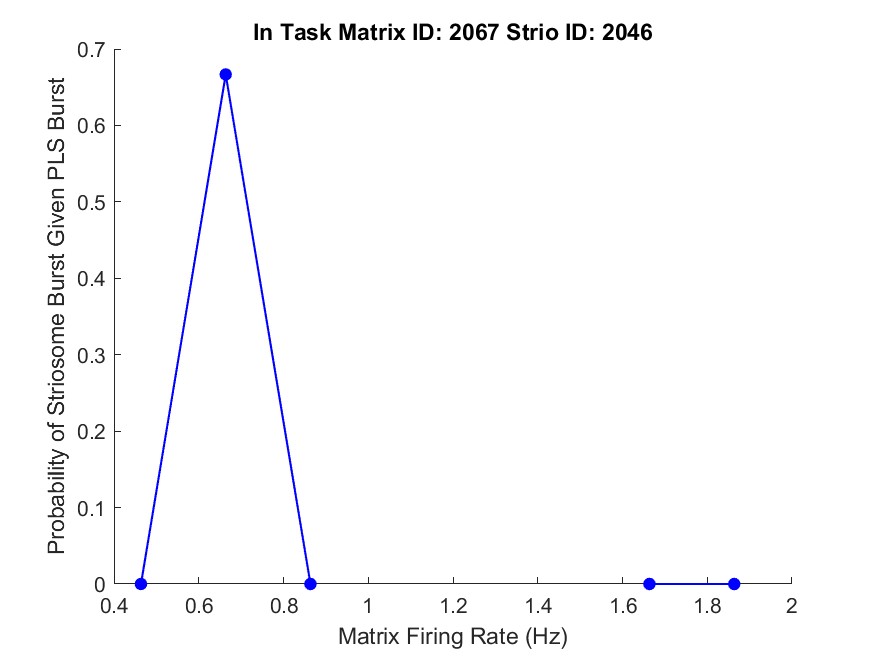 In Task Matrix ID: 2067 Strio ID: 2046
Probability of Striosome Burst Given PLS Burst
0.7
0.6
0.5
0.4
0.3
0.2
0.1
0
0.4 0.6 0.8 1 1.2 1.4 1.6 1.8 2
Matrix Firing Rate (Hz)